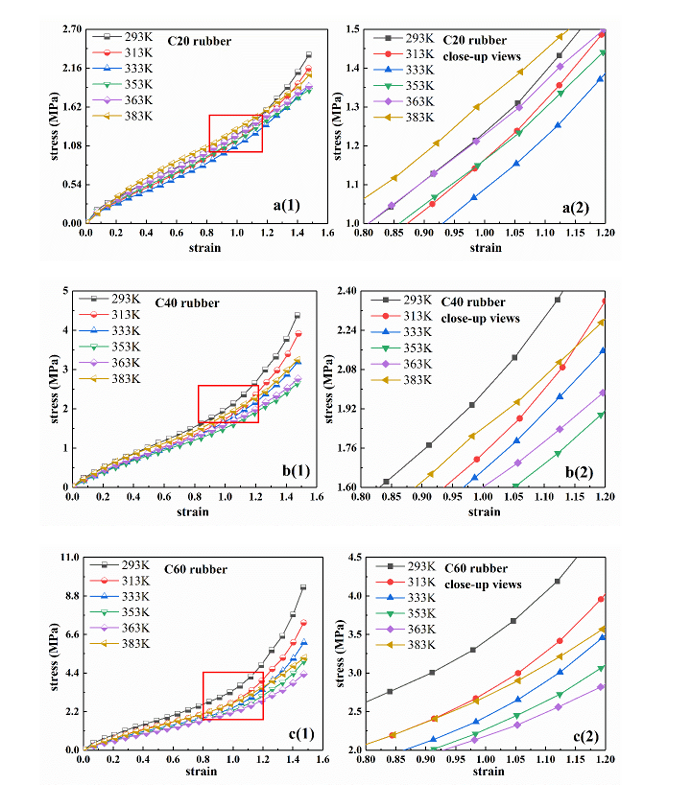 C20 rubber
293K
313K
333K
353K
363K
383K
a(1)
stress (MPa)
2.70
2.16
1.62
1.08
0.54
0.00
0.0 0.2 0.4 0.6 0.8 1.0 1.2 1.4 1.6
strain
293K
313K
333K
353K
363K
383K
C20 rubber
close-up views
a(2)
stress (MPa)
1.5
1.4
1.3
1.2
1.1
1.0
0.80 0.85 0.90 0.95 1.00 1.05 1.10 1.15 1.20
strain
C40 rubber
293K
313K
333K
353K
363K
383K
b(1)
stress (MPa)
5
4
3
2
1
0
0.0 0.2 0.4 0.6 0.8 1.0 1.2 1.4 1.6
strain
293K
313K
333K
353K
363K
383K
C40 rubber
close-up views
b(2)
stress (MPa)
2.40
2.24
2.08
1.92
1.76
1.60
0.80 0.85 0.90 0.95 1.00 1.05 1.10 1.15 1.20
strain
C60 rubber
293K
313K
333K
353K
363K
383K
c(1)
stress (MPa)
11.0
8.8
6.6
4.4
2.2
0.0
0.0 0.2 0.4 0.6 0.8 1.0 1.2 1.4 1.6
strain
293K
313K
333K
353K
363K
383K
C60 rubber
close-up views
c(2)
stress (MPa)
4.5
4.0
3.5
3.0
2.5
2.0
0.80 0.85 0.90 0.95 1.00 1.05 1.10 1.15 1.20
strain